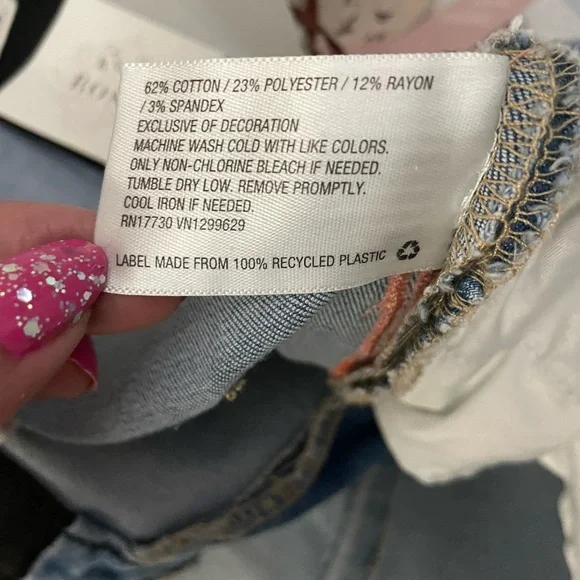 62% COTTON / 23% POLYESTER / 12% RAYON
/ 3% SPANDEX
EXCLUSIVE OF DECORATION
MACHINE WASH COLD WITH LIKE COLORS.
ONLY NON-CHLORINE BLEACH IF NEEDED.
TUMBLE DRY LOW. REMOVE PROMPTLY.
COOL IRON IF NEEDED.
RN17730 VN1299629
LABEL MADE FROM 100% RECYCLED PLASTIC